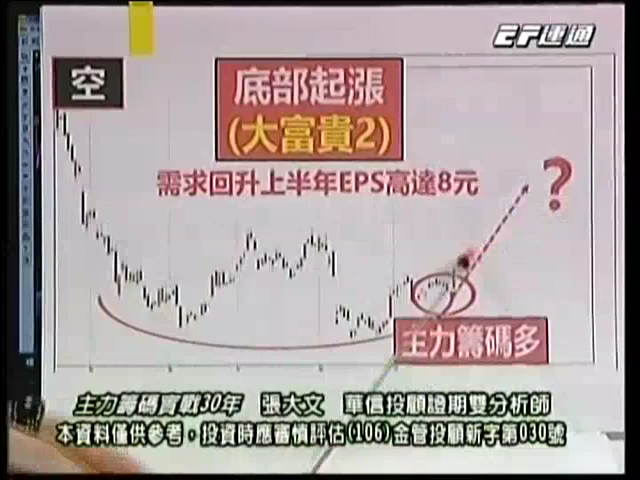 EFT運通
空
底部起漲
(大富貴2)
需求回升上半年EPS高達8元
?
主力籌碼多
主力籌碼實戰30年 張大文 華信投顧證期雙分析師
本資料僅供參考,投資時應審慎評估(106)金管投顧新字第030號